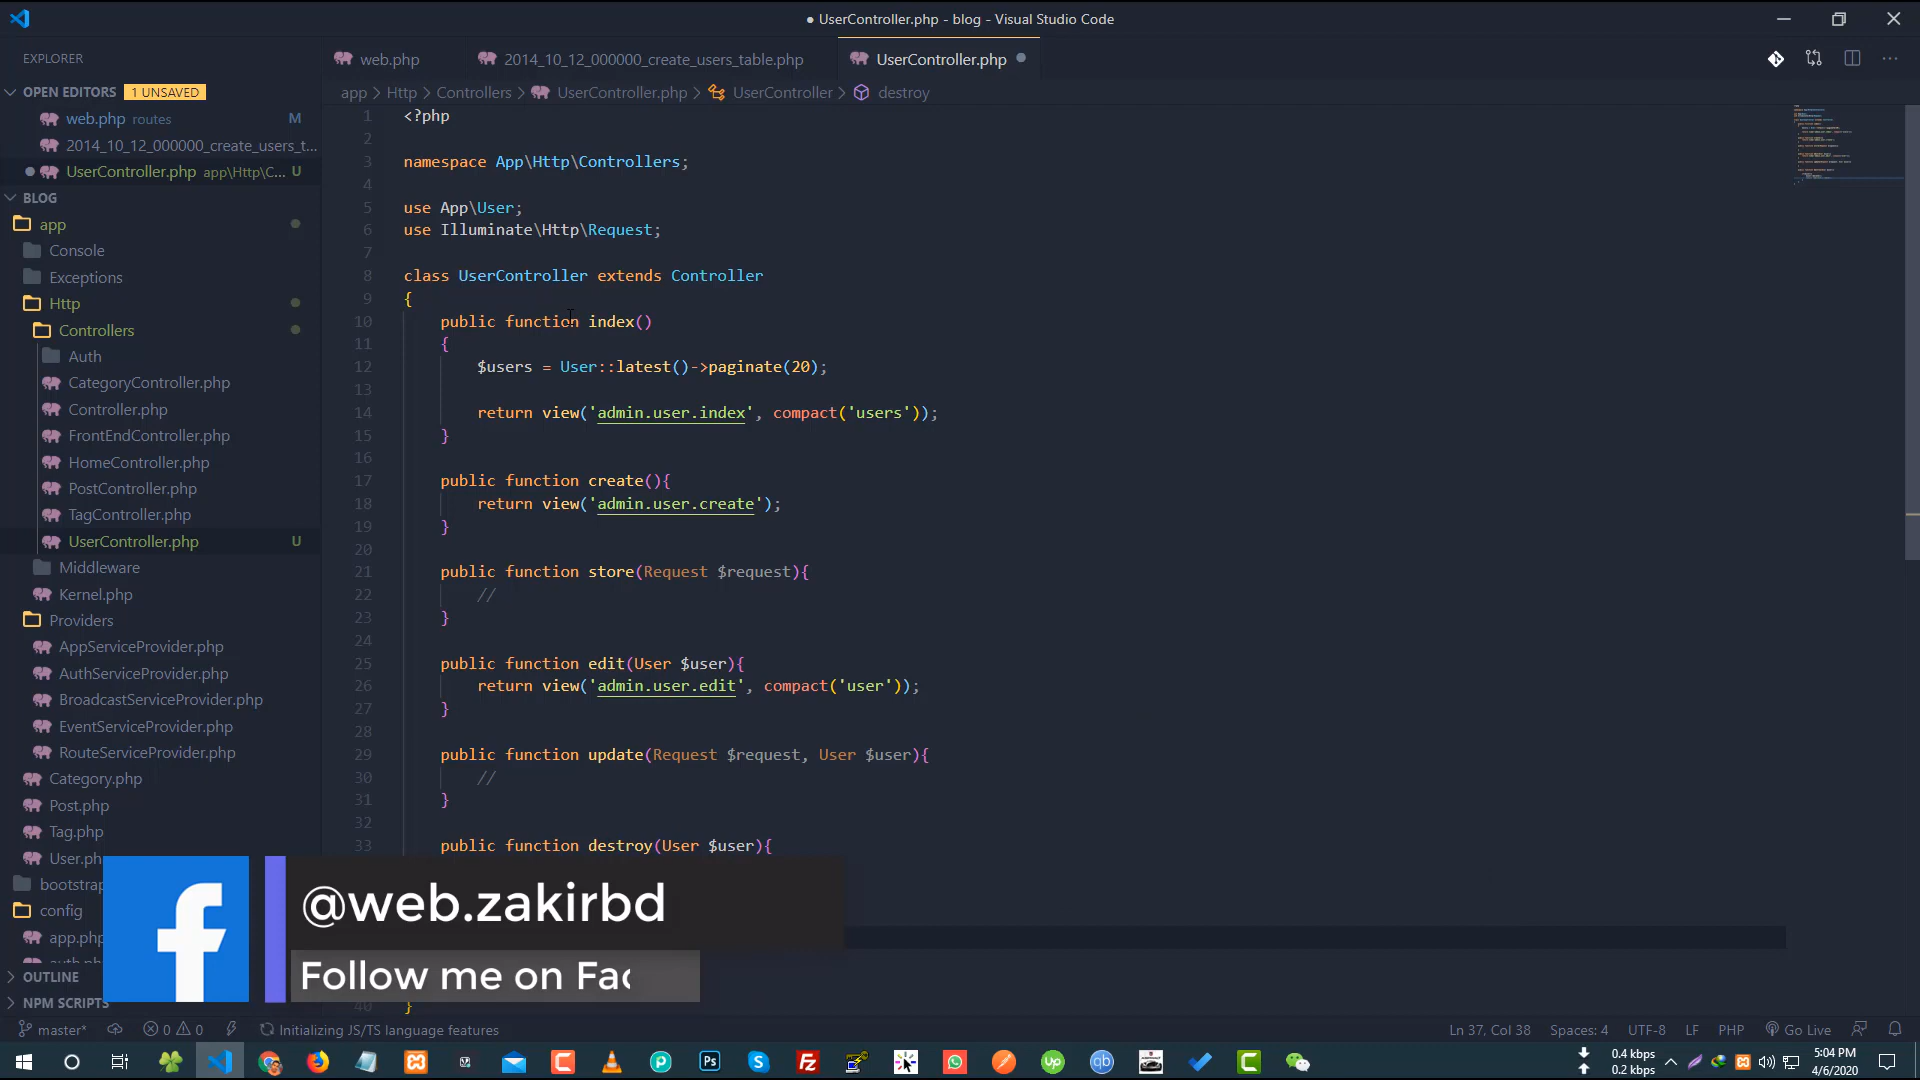 ● UserController.php - blog - Visual Studio Code
EXPLORER
web.php
2014_10_12_000000_create_users_table.php
UserController.php
OPEN EDITORS 1 UNSAVED
app > Http > Controllers > UserController.php > UserController > destroy
web.php routes M
2014_10_12_000000_create_users_t...
UserController.php app\Http\C... U
BLOG
app
Console
Exceptions
Http
Controllers
Auth
CategoryController.php
Controller.php
FrontEndController.php
HomeController.php
PostController.php
TagController.php
UserController.php U
Middleware
Kernel.php
Providers
AppServiceProvider.php
AuthServiceProvider.php
BroadcastServiceProvider.php
EventServiceProvider.php
RouteServiceProvider.php
Category.php
Post.php
Tag.php
User.ph
bootstrap
config
app.php
OUTLINE
NPM SCRIPTS
1 <?php
2
3 namespace App\Http\Controllers;
4
5 use App\User;
6 use Illuminate\Http\Request;
7
8 class UserController extends Controller
9 {
10 public function index()
11 {
12 $users = User::latest()->paginate(20);
13
14 return view('admin.user.index', compact('users'));
15 }
16
17 public function create(){
18 return view('admin.user.create');
19 }
20
21 public function store(Request $request){
22 //
23 }
24
25 public function edit(User $user){
26 return view('admin.user.edit', compact('user'));
27 }
28
29 public function update(Request $request, User $user){
30 //
31 }
32
33 public function destroy(User $user){
40 }
@web.zakirbd
Follow me on Fac
master* 0 0 Initializing JS/TS language features
Ln 37, Col 38 Spaces: 4 UTF-8 LF PHP Go Live
0.4 kbps
0.2 kbps
5:04 PM
4/6/2020